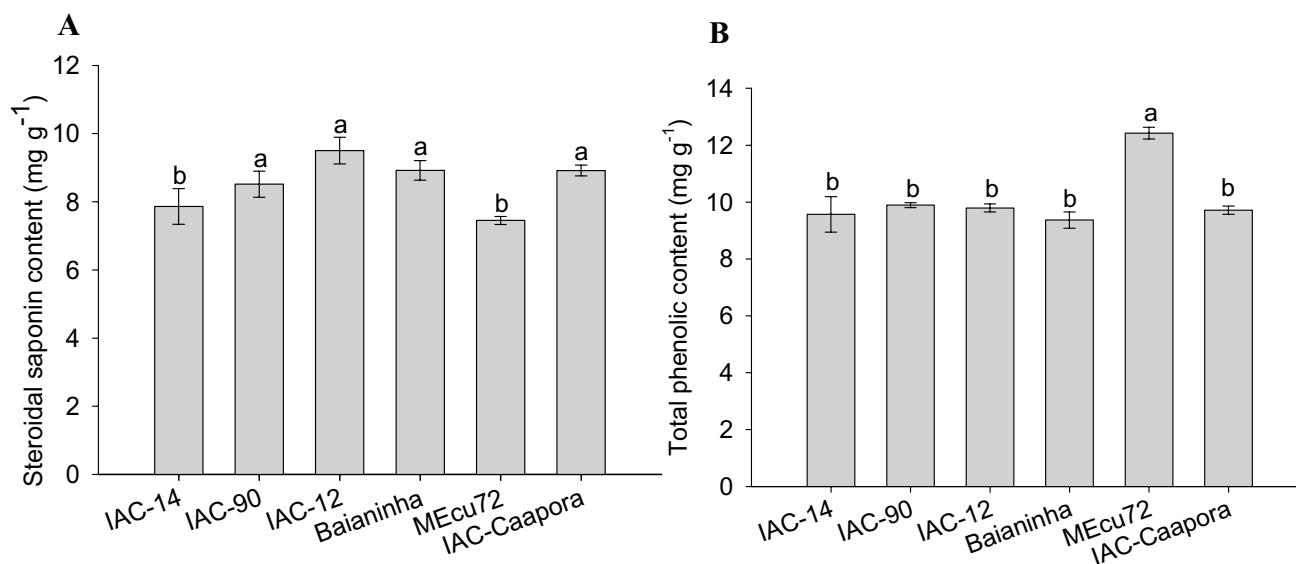 A
Steroidal saponin content (mg g-1)
12
10
8
6
4
2
0
b
a
a
a
b
a
IAC-14
IAC-90
IAC-12
Baianinha
MEcu72
IAC-Caapora
B
Total phenolic content (mg g-1)
14
12
10
8
6
4
2
0
b
b
b
b
a
b
IAC-14
IAC-90
IAC-12
Baianinha
MEcu72
IAC-Caapora